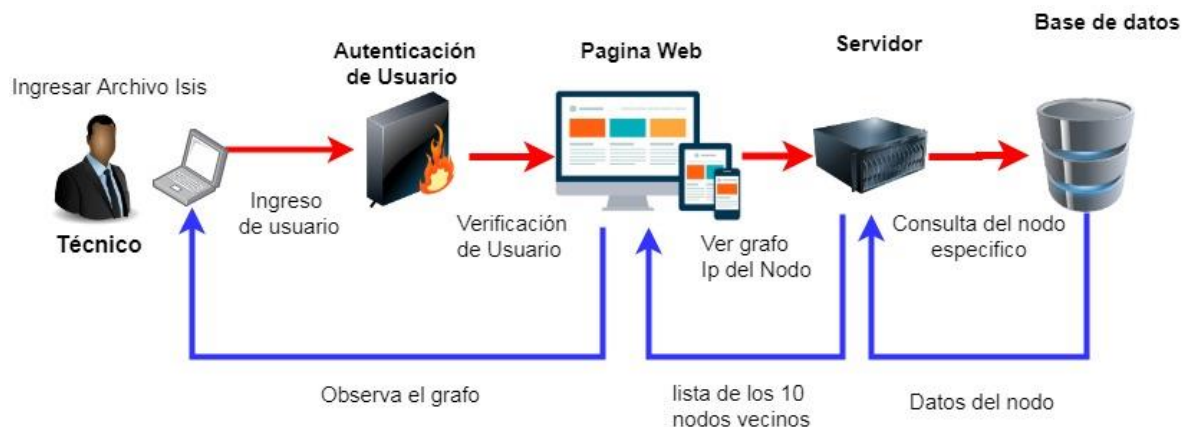 Base de datos
Autenticación
de Usuario
Pagina Web
Servidor
Ingresar Archivo Isis
Ingreso
de usuario
Técnico
Verificación
de Usuario
Ver grafo
Ip del Nodo
Consulta del nodo
especifico
Observa el grafo
lista de los 10
nodos vecinos
Datos del nodo